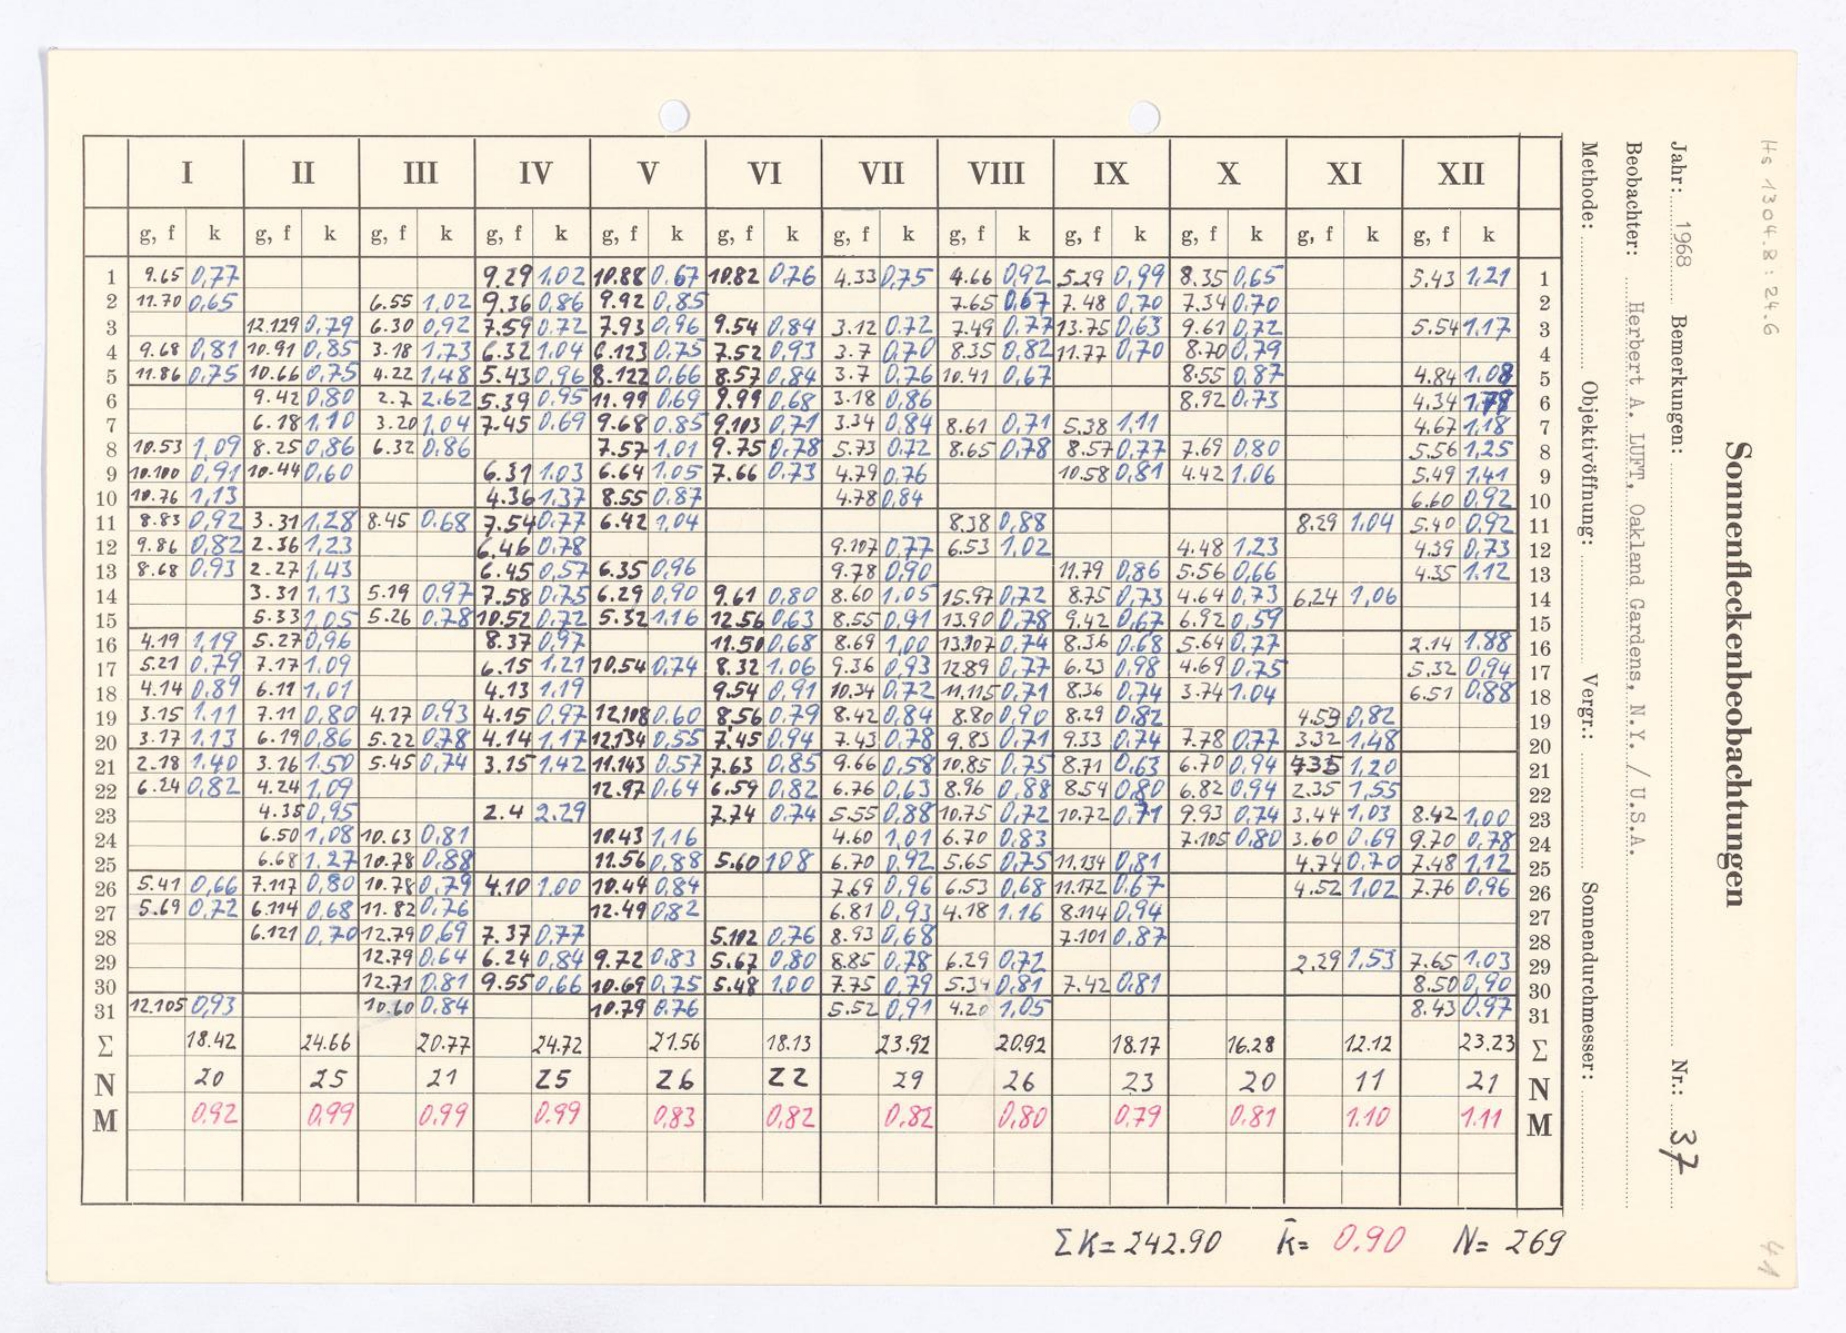 I II III IV V VI VII VIII IX X XI XII
g, f k g, f k g, f k g, f k g, f k g, f k g, f k g, f k g, f k g, f k g, f k g, f k
1 9.65 0,77 9.29 1.02 10.88 0.67 10.82 0,76 4.33 0,75 4.66 0,92 5.29 0,99 8.35 0,65 5.43 1,21 1
2 11.70 0,65 6.55 1,02 9.36 0,86 9.92 0,85 7.65 0,67 7.48 0,70 7.34 0,70 2
3 12.129 0,79 6.30 0,92 7.59 0,72 7.93 0,96 9.54 0,84 3.12 0,72 7.49 0,77 13.75 0,63 9.61 0,72 5.54 1,17 3
4 9.68 0,81 10.91 0,85 3.18 1,73 6.32 1,04 6.123 0,75 7.52 0,93 3.7 0,70 8.35 0,82 11.77 0,70 8.70 0,79 4
5 11.86 0,75 10.66 0,75 4.22 1,48 5.43 0,96 8.122 0,66 8.57 0,84 3.7 0,76 10.41 0,67 8.55 0,87 4.84 1,08 5
6 9.42 0,80 2.7 2,62 5.39 0,95 11.99 0,69 9.99 0,68 3.18 0,86 8.92 0,73 4.34 6
7 6.18 1,10 3.20 1,04 7.45 0,69 9.68 0,85 9.103 0,71 3.34 0,84 8.61 0,71 5.38 1,11 4.67 1,18 7
8 10.53 1,09 8.25 0,86 6.32 0,86 7.57 1,01 9.75 0,78 5.73 0,72 8.65 0,78 8.57 0,77 7.69 0,80 5.56 1,25 8
9 10.100 0,91 10.44 0,60 6.31 1,03 6.64 1,05 7.66 0,73 4.79 0,76 10.58 0,81 4.42 1,06 5.49 1,41 9
10 10.76 1,13 4.36 1,37 8.55 0,87 4.78 0,84 6.60 0,92 10
11 8.83 0,92 3.31 1,28 8.45 0.68 7.54 0,77 6.42 1,04 8.38 0,88 8.29 1.04 5.40 0,92 11
12 9.86 0,82 2.36 1,23 6.46 0,78 9.107 0,77 6.53 1,02 4.48 1,23 4.39 0,73 12
13 8.68 0.93 2.27 1,43 6.45 0,57 6.35 0,96 9.78 0,90 11.79 0,86 5.56 0,66 4.35 1.12 13
14 3.31 1,13 5.19 0.97 7.58 0,75 6.29 0,90 9.61 0,80 8.60 1.05 15.97 0,72 8.75 0,73 4.64 0,73 6.24 1,06 14
15 5.33 1,05 5.26 0,78 10.52 0,72 5.32 1.16 12.56 0,63 8.55 0,91 13.90 0,78 9.42 0,67 6.92 0,59 15
16 4.19 1,19 5.27 0,96 8.37 0,97 11.50 0,68 8.69 1,00 13.107 0,74 8.36 0.68 5.64 0,77 2.14 1.88 16
17 5.21 0,79 7.17 1,09 6.15 1,21 10.54 0,74 8.32 1.06 9.36 0,93 12.89 0,77 6.23 0,98 4.69 0,75 5.32 0,94 17
18 4.14 0,89 6.11 1,01 4.13 1,19 9.54 0,91 10.34 0,72 11.115 0,71 8.36 0,74 3.74 1.04 6.51 0,88 18
19 3.15 1.11 7.11 0,80 4.17 0,93 4.15 0,97 12.108 0.60 8.56 0,79 8.42 0,84 8.80 0,90 8.29 0,82 4.53 0,82 19
20 3.17 1,13 6.19 0,86 5.22 0,78 4.14 1,17 12.134 0,55 7.45 0,94 7.43 0,78 9.83 0,71 9.33 0,74 7.78 0,77 3.32 1,48 20
21 2.18 1.40 3.16 1,50 5.45 0,74 3.15 1,42 11.143 0,57 7.63 0,85 9.66 0,58 10.85 0,75 8.71 0,63 6.70 0,94 1,20 21
22 6.24 0,82 4.24 1,09 12.97 0,64 6.59 0,82 6.76 0,63 8.96 0,88 8.54 0,80 6.82 0,94 2.35 1,55 22
23 4.35 0,95 2.4 2.29 7.74 0,74 5.55 0,88 10.75 0,72 10.72 0,71 9.93 0,74 3.44 1,03 8.42 1,00 23
24 6.50 1,08 10.63 0,81 10.43 1,16 4.60 1,01 6.70 0,83 7.105 0,80 3.60 0.69 9.70 0,78 24
25 6.68 1,27 10.78 0,88 11.56 0,88 5.60 108 6.70 0,92 5.65 0,75 11.134 0,81 4.74 0.70 7.48 1,12 25
26 5.41 0,66 7.117 0,80 10.78 0,79 4.10 1.00 10.44 0,84 7.69 0,96 6.53 0,68 11.172 0.67 4.52 1,02 7.76 0,96 26
27 5.69 0,72 6.114 0,68 11.82 0,76 12.49 0,82 6.81 0,93 4.18 1.16 8.114 0,94 27
28 6.121 0,70 12.79 0,69 7.37 0,77 5.102 0,76 8.93 0,68 7.101 0,87 28
29 12.79 0,64 6.24 0,84 9.72 0,83 5.67 0,80 8.85 0,78 6.29 0,72 2.29 1,53 7.65 1.03 29
30 12.71 0,81 9.55 0,66 10.69 0,75 5.48 1,00 7.75 0,79 5.34 0,81 7.42 0,81 8.50 0,90 30
31 12.105 0,93 10.60 0,84 10.79 0.76 5.52 0,91 4.20 1,05 8.43 0.97 31
Σ 18.42 24.66 20.77 24.72 21.56 18.13 23.92 20.92 18.17 16.28 12.12 23.23 Σ
N 20 25 21 25 26 22 29 26 23 20 11 21 N
M 0.92 0,99 0.99 0.99 0,83 0,82 0,82 0,80 0.79 0.81 1.10 1.11 M
ΣK = 242.90 k̄ = 0.90 N = 269
Sonnenfleckenbeobachtungen
Jahr: 1968 Bemerkungen: Nr.: 37
Beobachter: Herbert A. LUFT, Oakland Gardens, N.Y. / U.S.A.
Methode: Objektivöffnung: Vergr.: Sonnendurchmesser:
Hs 1304.8:24.6
41